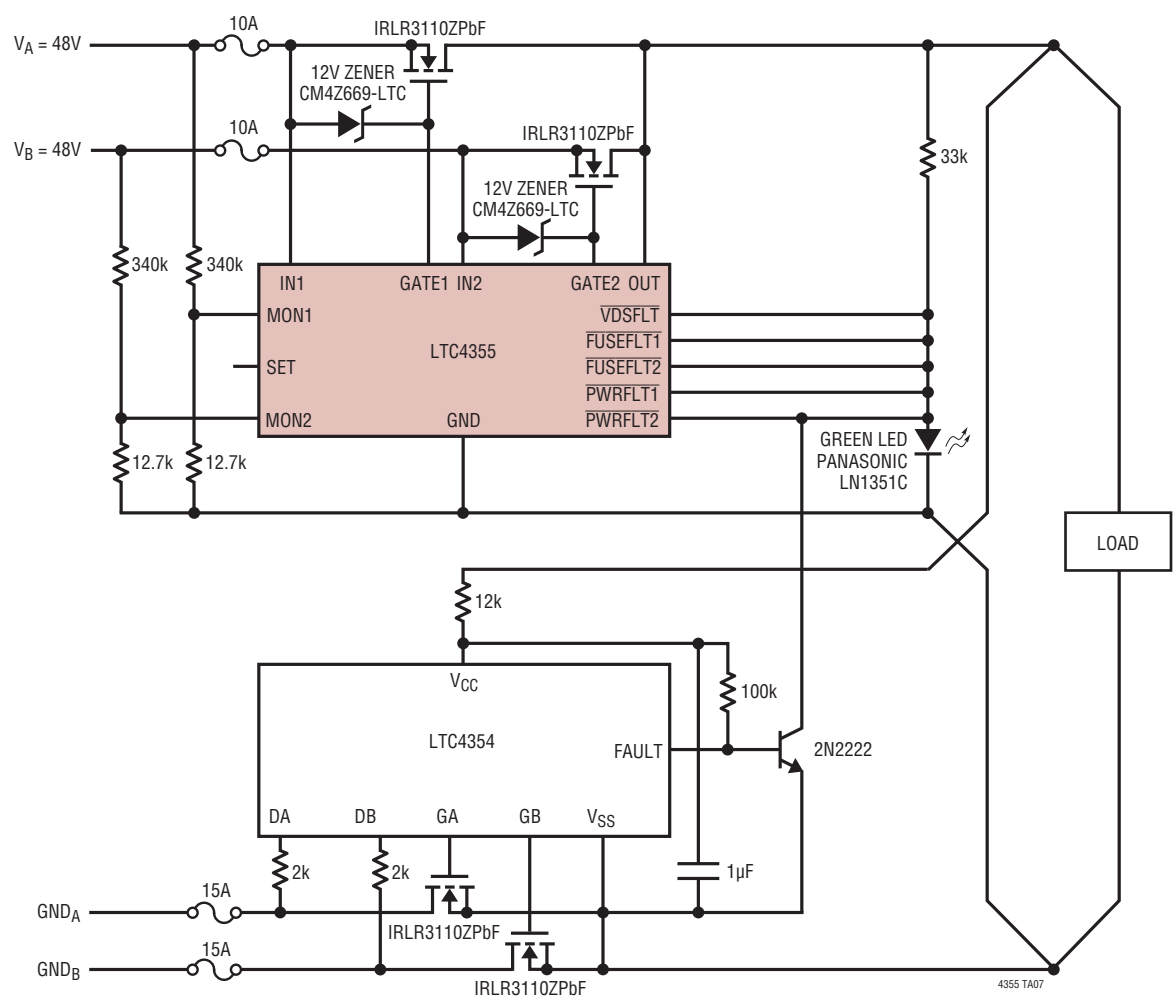 10A
IRLR3110ZPbF
VA = 48V
12V ZENER
CM4Z669-LTC
10A
IRLR3110ZPbF
VB = 48V
33k
12V ZENER
CM4Z669-LTC
340k
340k
IN1
GATE1
IN2
GATE2
OUT
MON1
VDSFLT
FUSEFLT1
LTC4355
SET
FUSEFLT2
PWRFLT1
MON2
GND
PWRFLT2
GREEN LED
PANASONIC
LN1351C
12.7k
12.7k
LOAD
12k
VCC
100k
LTC4354
FAULT
2N2222
DA
DB
GA
GB
VSS
2k
2k
1µF
15A
GNDA
IRLR3110ZPbF
15A
GNDB
IRLR3110ZPbF
4355 TA07